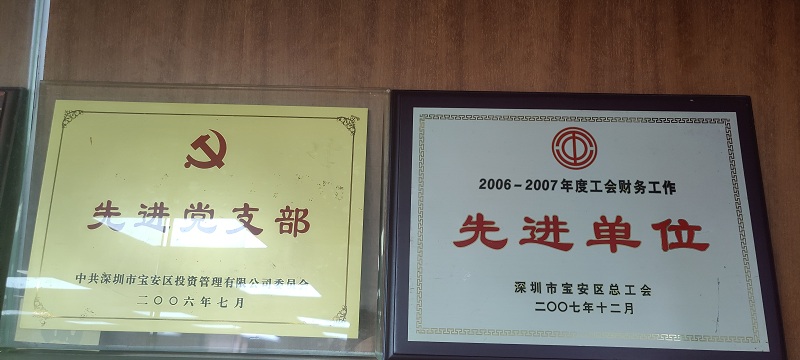 先进党支部
中共深圳市宝安区投资管理有限公司委员会
二〇〇六年七月
2006-2007年度工会财务工作
先进单位
深圳市宝安区总工会
二〇〇七年十二月